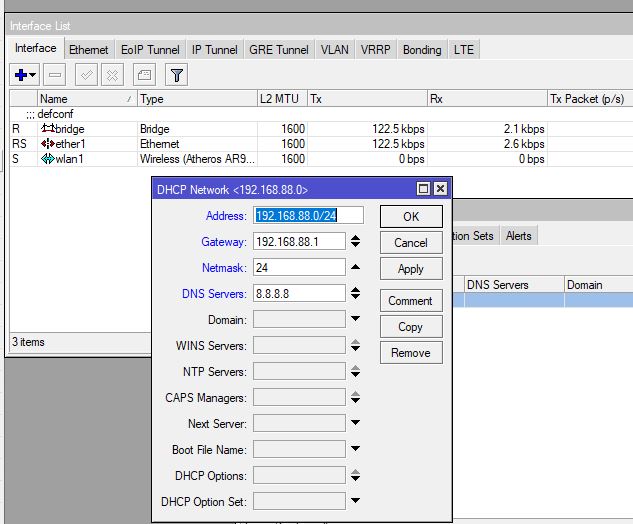 Interface List
Interface Ethernet EoIP Tunnel IP Tunnel GRE Tunnel VLAN VRRP Bonding LTE
Name / Type L2 MTU Tx Rx Tx Packet (p/s)
;;; defconf
R bridge Bridge 1600 122.5 kbps 2.1 kbps
RS ether1 Ethernet 1600 122.5 kbps 2.6 kbps
S wlan1 Wireless (Atheros AR9... 1600 0 bps 0 bps
3 items
DHCP Network <192.168.88.0>
Address: 192.168.88.0/24 OK
Gateway: 192.168.88.1 Cancel
Netmask: 24 Apply
DNS Servers: 8.8.8.8 Comment
Domain: Copy
WINS Servers: Remove
NTP Servers:
CAPS Managers:
Next Server:
Boot File Name:
DHCP Options:
DHCP Option Set:
tion Sets Alerts
DNS Servers Domain